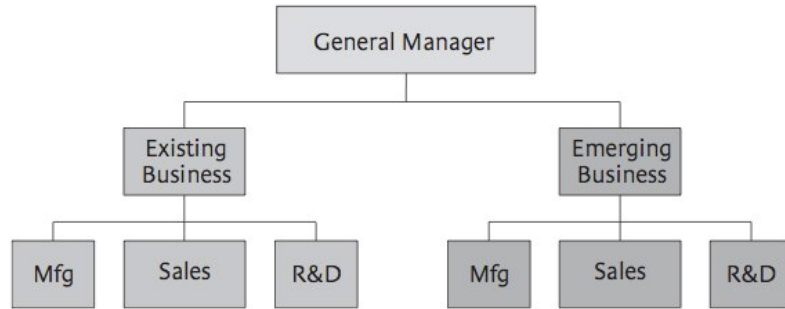 General Manager
Existing
Business
Emerging
Business
Mfg
Sales
R&D
Mfg
Sales
R&D